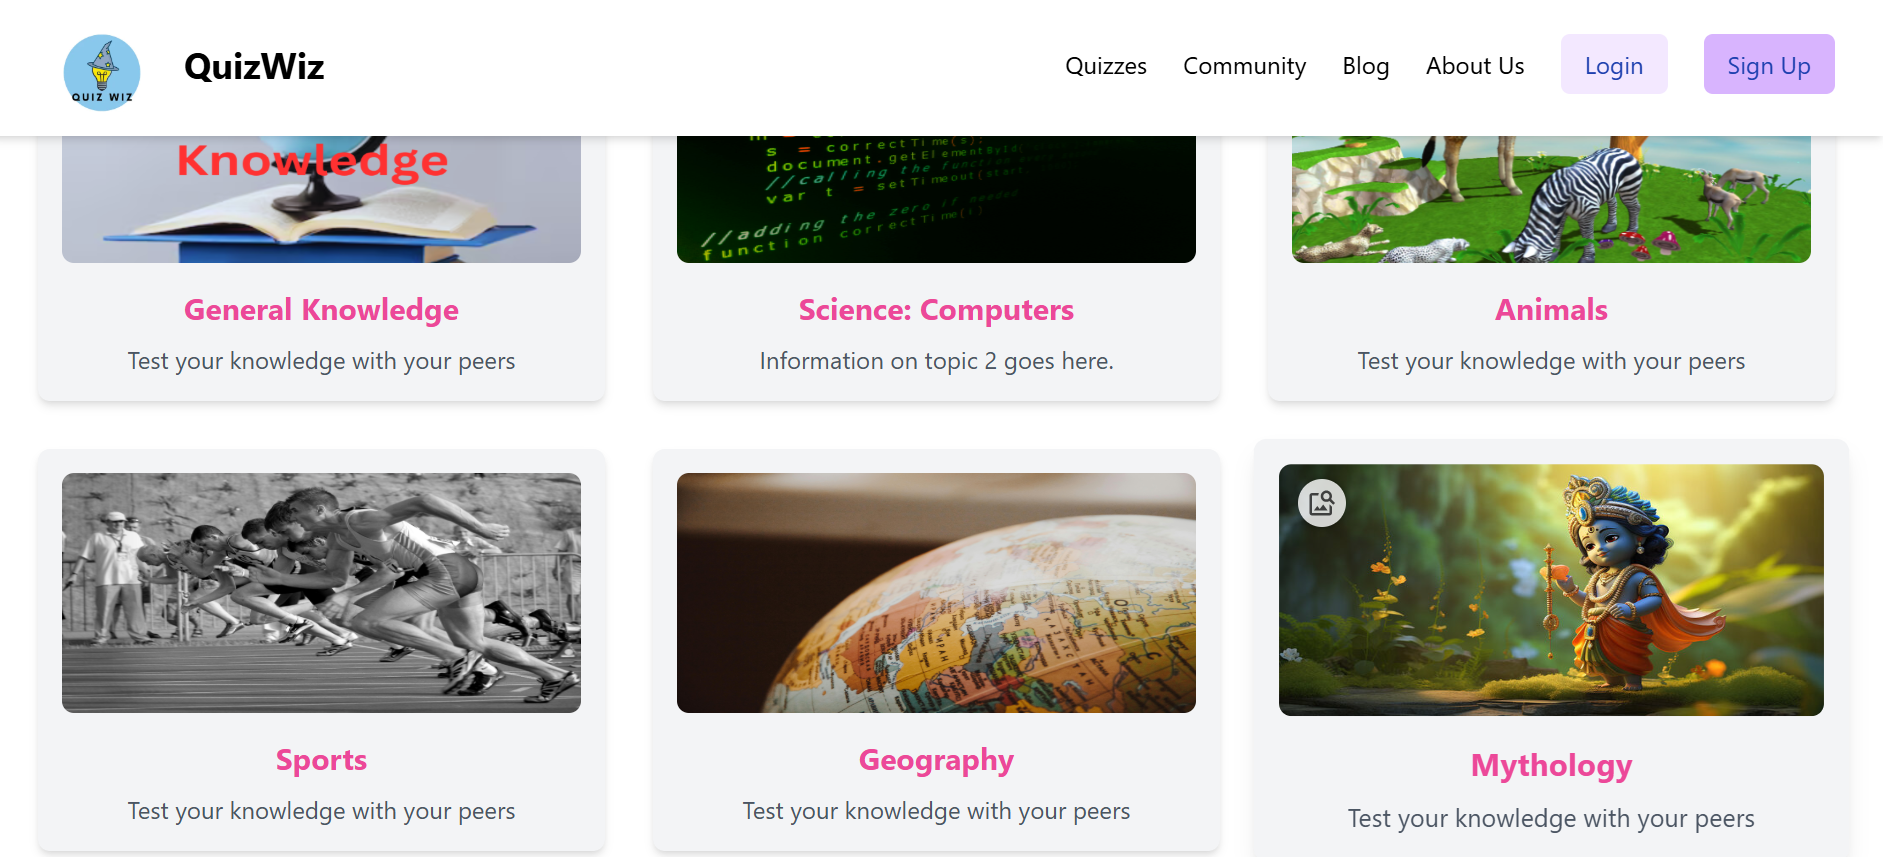 QUIZ WIZ
QuizWiz
Quizzes
Community
Blog
About Us
Login
Sign Up
Knowledge
s = correctTime(s);
document.getElementById(
//calling the function
var t = setTimeout(start,
//adding the zero if needed
function correctTime(i)
General Knowledge
Test your knowledge with your peers
Science: Computers
Information on topic 2 goes here.
Animals
Test your knowledge with your peers
Sports
Test your knowledge with your peers
Geography
Test your knowledge with your peers
Mythology
Test your knowledge with your peers